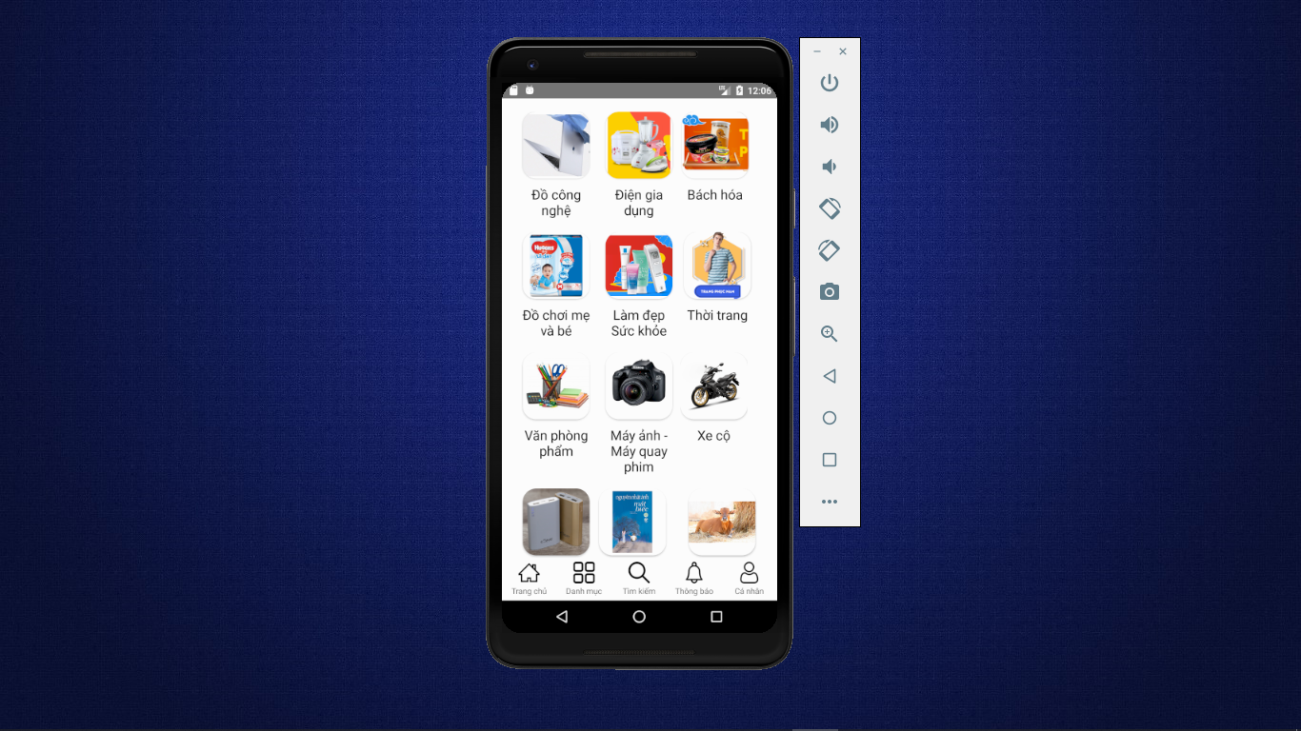 12:06
Đồ công
nghệ
Điện gia
dụng
Bách hóa
Huggies
Đồ chơi mẹ
và bé
Làm đẹp
Sức khỏe
Thời trang
Văn phòng
phẩm
Máy ảnh -
Máy quay
phim
Xe cộ
Trang chủ
Danh mục
Tìm kiếm
Thông báo
Cá nhân